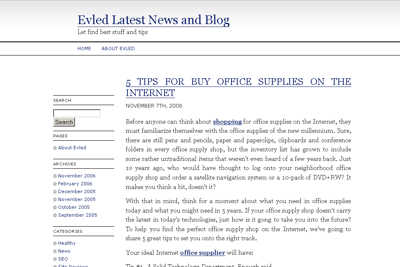 Evled Latest News and Blog
Let find best stuff and tips
HOME ABOUT EVLED
SEARCH
Search
PAGES
About Evled
ARCHIVES
November 2006
February 2006
December 2005
November 2005
October 2005
September 2005
CATEGORIES
Healthy
News
SEO
5 TIPS FOR BUY OFFICE SUPPLIES ON THE
INTERNET
NOVEMBER 7TH, 2006
Before anyone can think about shopping for office supplies on the Internet, they
must familiarize themselves with the office supplies of the new millennium. Sure,
there are still pens and pencils, paper and paperclips, clipboards and conference
folders in every office supply shop, but the inventory list has grown to include
some rather untraditional items that weren't even heard of a few years back. Just
10 years ago, who would have thought to log onto your neighborhood office
supply shop and order a satellite navigation system or a 10-pack of DVD+RW? It
makes you think a bit, doesn't it?
With that in mind, think for a moment about what you need in office supplies
today and what you might need in 5 years. If your office supply shop doesn't carry
the latest in today's technologies, just how is it going to take you into the future?
To help you find the perfect office supply shop on the Internet, we've going to
share 5 great tips to set you onto the right track.
Your ideal Internet office supplier will have: